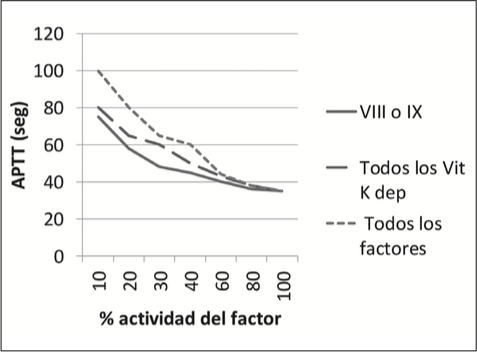 120
100
80
60
40
20
0
APTT (seg)
10 20 30 40 60 80 100
% actividad del factor
VIII o IX
Todos los Vit
K dep
Todos los
factores